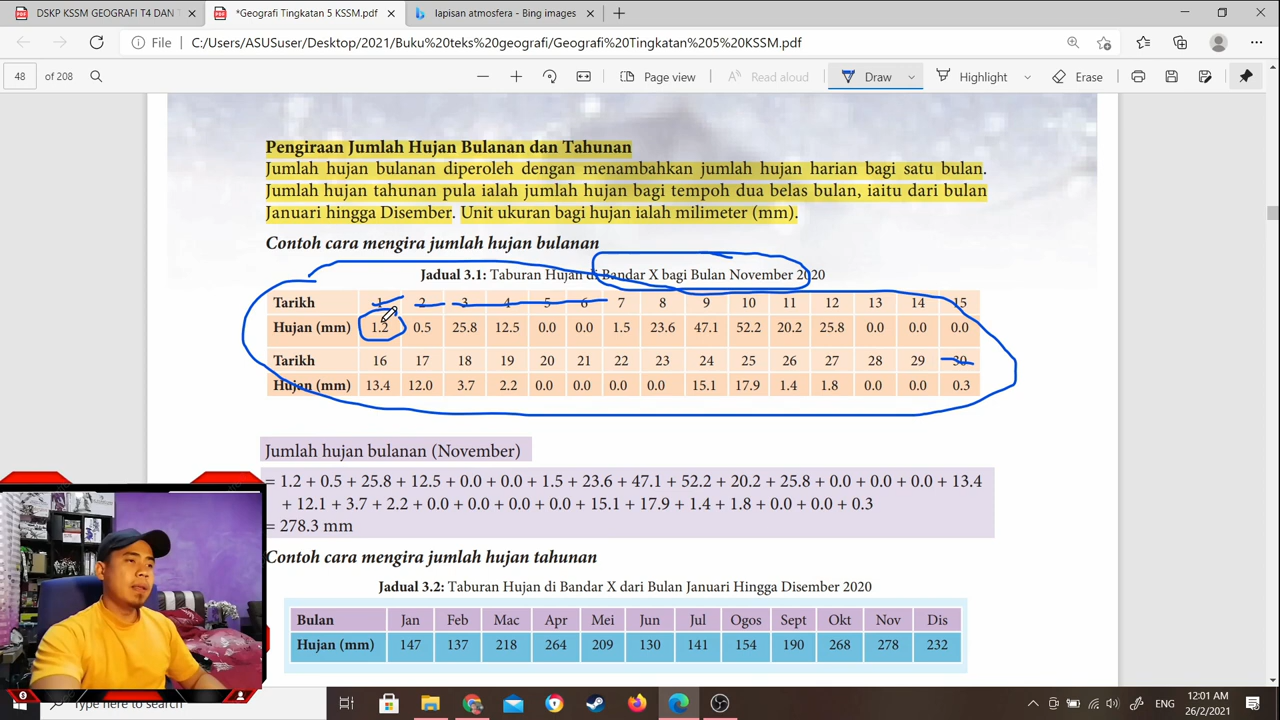 DSKP KSSM GEOGRAFI T4 DAN T
*Geografi Tingkatan 5 KSSM.pdf
lapisan atmosfera - Bing images
File
C:/Users/ASUSuser/Desktop/2021/Buku%20teks%20geografi/Geografi%20Tingkatan%205%20KSSM.pdf
48 of 208
Page view
Read aloud
Draw
Highlight
Erase
Pengiraan Jumlah Hujan Bulanan dan Tahunan
Jumlah hujan bulanan diperoleh dengan menambahkan jumlah hujan harian bagi satu bulan.
Jumlah hujan tahunan pula ialah jumlah hujan bagi tempoh dua belas bulan, iaitu dari bulan
Januari hingga Disember. Unit ukuran bagi hujan ialah milimeter (mm).
Contoh cara mengira jumlah hujan bulanan
Jadual 3.1: Taburan Hujan di Bandar X bagi Bulan November 2020
Tarikh 1 2 3 4 5 6 7 8 9 10 11 12 13 14 15
Hujan (mm) 1.2 0.5 25.8 12.5 0.0 0.0 1.5 23.6 47.1 52.2 20.2 25.8 0.0 0.0 0.0
Tarikh 16 17 18 19 20 21 22 23 24 25 26 27 28 29 30
Hujan (mm) 13.4 12.0 3.7 2.2 0.0 0.0 0.0 0.0 15.1 17.9 1.4 1.8 0.0 0.0 0.3
Jumlah hujan bulanan (November)
= 1.2 + 0.5 + 25.8 + 12.5 + 0.0 + 0.0 + 1.5 + 23.6 + 47.1 + 52.2 + 20.2 + 25.8 + 0.0 + 0.0 + 0.0 + 13.4
+ 12.1 + 3.7 + 2.2 + 0.0 + 0.0 + 0.0 + 0.0 + 15.1 + 17.9 + 1.4 + 1.8 + 0.0 + 0.0 + 0.3
= 278.3 mm
Contoh cara mengira jumlah hujan tahunan
Jadual 3.2: Taburan Hujan di Bandar X dari Bulan Januari Hingga Disember 2020
Bulan Jan Feb Mac Apr Mei Jun Jul Ogos Sept Okt Nov Dis
Hujan (mm) 147 137 218 264 209 130 141 154 190 268 278 232
Type here to search
ENG
12:01 AM
26/2/2021